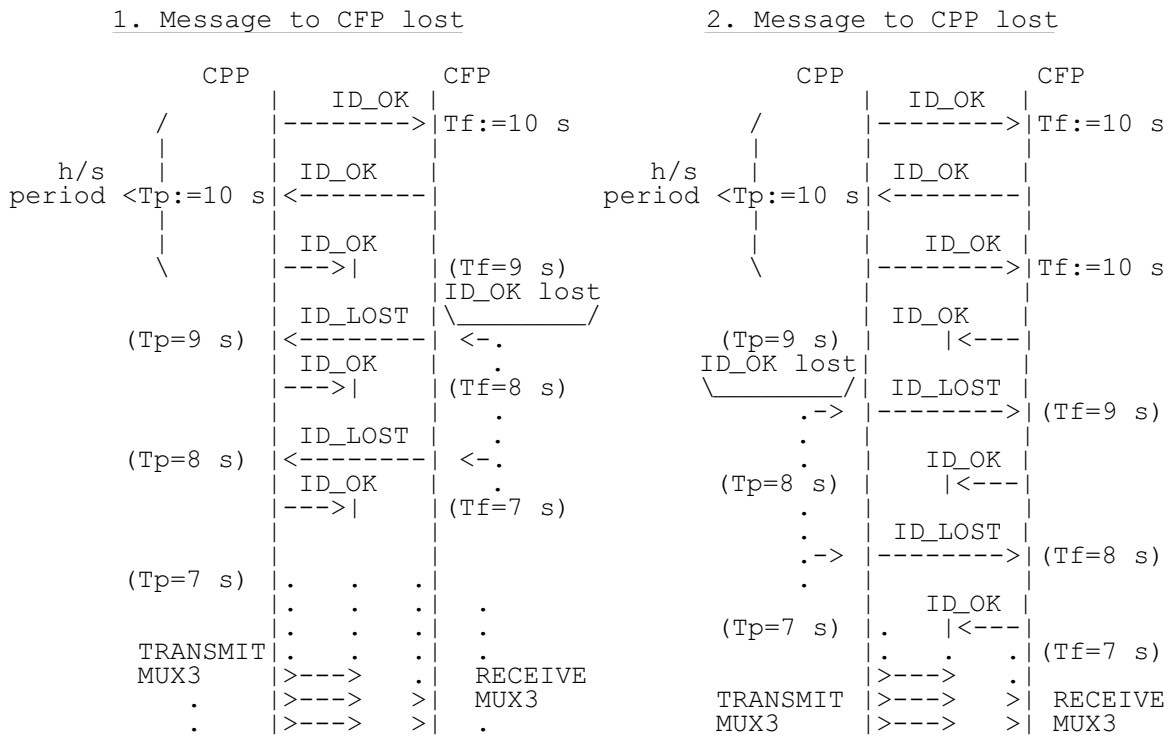 1. Message to CFP lost 2. Message to CPP lost
CPP CFP CPP CFP
| ID_OK | | ID_OK |
/ |-------->|Tf:=10 s / |-------->|Tf:=10 s
| | | | | |
h/s | | ID_OK | h/s | | ID_OK |
period <Tp:=10 s|<--------| period <Tp:=10 s|<--------|
| | | | | |
| | ID_OK | | | ID_OK |
\ |--->| |(Tf=9 s) \ |-------->|Tf:=10 s
| |ID_OK lost | |
| ID_LOST | \_________/ | ID_OK |
(Tp=9 s) |<--------| <-. (Tp=9 s) | |<---|
| ID_OK | . ID_OK lost| |
|--->| |(Tf=8 s) \_________/| ID_LOST |
| | . .-> |-------->|(Tf=9 s)
| ID_LOST | . . | |
(Tp=8 s) |<--------| <-. . | ID_OK |
| ID_OK | . (Tp=8 s) | |<---|
|--->| |(Tf=7 s) . | |
| | . | ID_LOST |
| | .-> |-------->|(Tf=8 s)
(Tp=7 s) |. . .| . | |
|. . .| . | ID_OK |
|. . .| . (Tp=7 s) |. |<---|
TRANSMIT|. . .| . |. . .|(Tf=7 s)
MUX3 |>---> .| RECEIVE |>---> .|
. |>---> >| MUX3 TRANSMIT |>---> >| RECEIVE
. |>---> >| . MUX3 |>---> >| MUX3